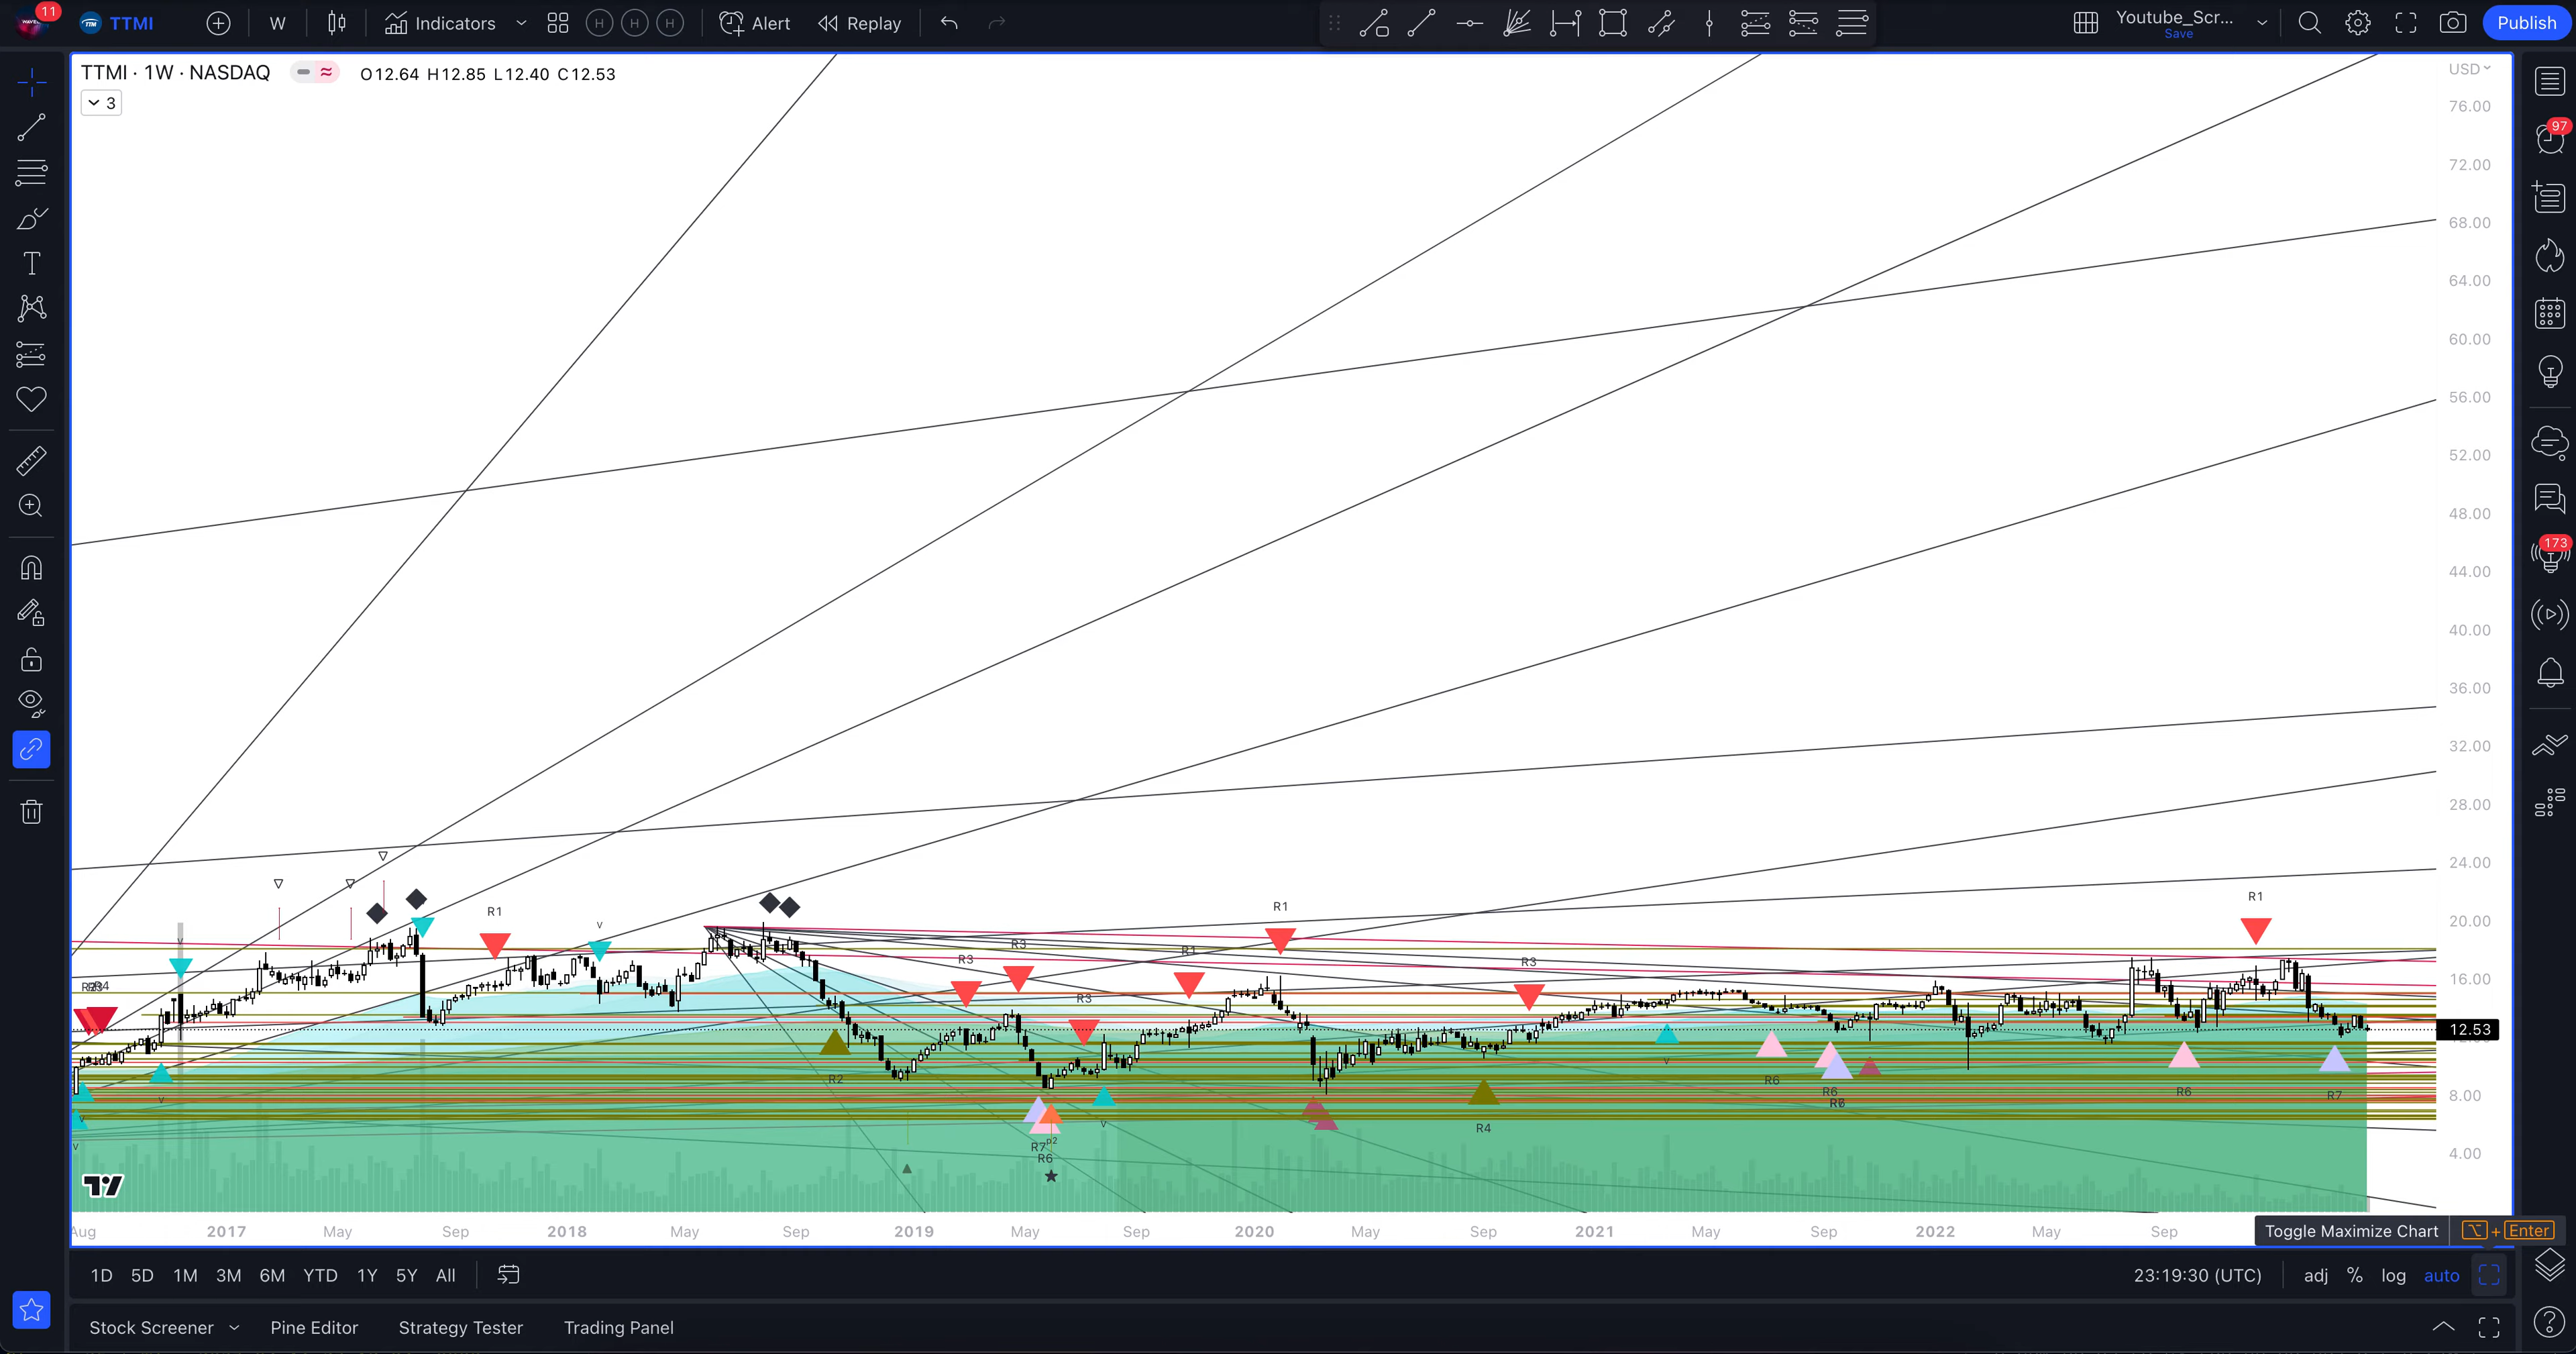 11
TTMI
W
Indicators
H H H
Alert
Replay
Youtube_Scr...
Save
Publish
TTMI · 1W · NASDAQ
O12.64 H12.85 L12.40 C12.53
3
USD
76.00
72.00
68.00
64.00
60.00
56.00
52.00
48.00
44.00
40.00
36.00
32.00
28.00
24.00
20.00
16.00
12.53
8.00
4.00
97
173
R1
R1
R1
R1
R3
R3
R3
R3
R4
R2
R7
p2
R6
R4
R6
R6
R6
R7
Aug 2017 May Sep 2018 May Sep 2019 May Sep 2020 May Sep 2021 May Sep 2022 May Sep
Toggle Maximize Chart
+ Enter
1D 5D 1M 3M 6M YTD 1Y 5Y All
23:19:30 (UTC)
adj % log auto
Stock Screener Pine Editor Strategy Tester Trading Panel